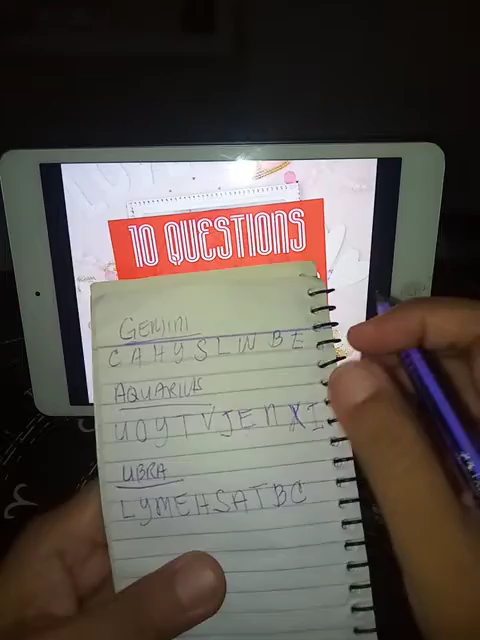 10 QUESTIONS
GEMINI
C A H Y S L W B E
AQUARIUS
U O Y T V J E N X I
LIBRA
L Y M E H S A T B C